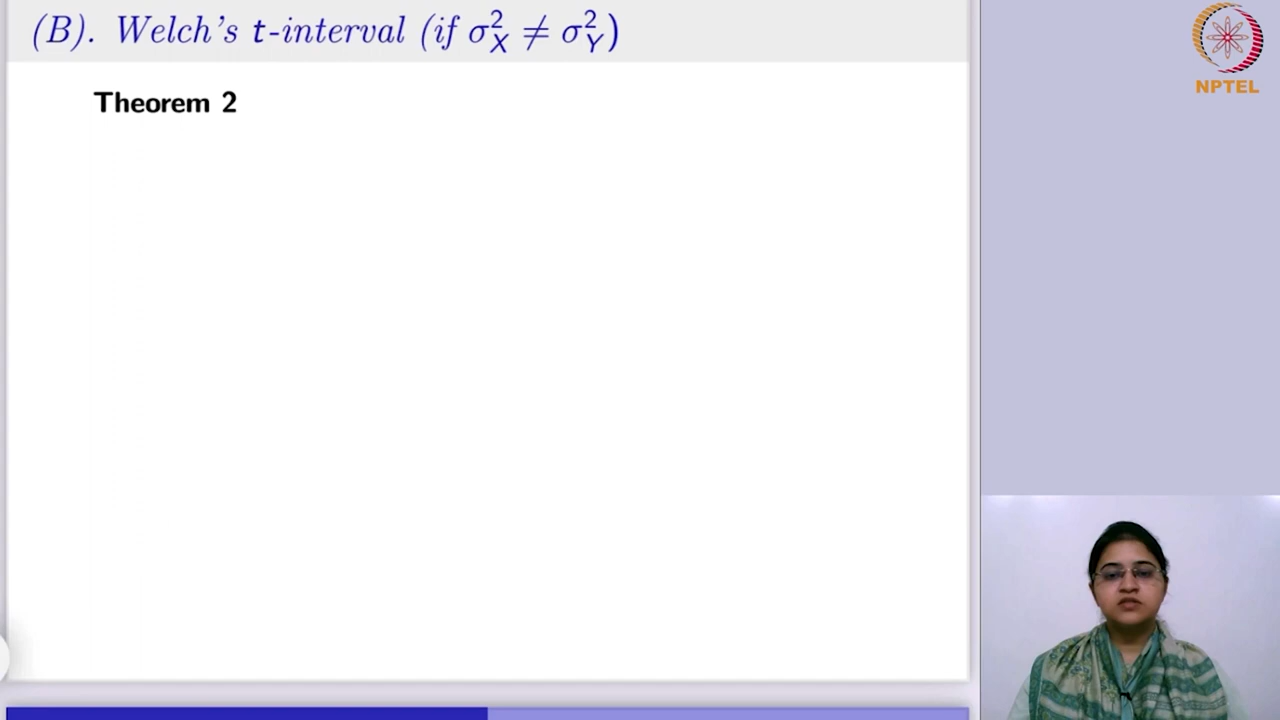 (B). Welch's t-interval (if σ²_X ≠ σ²_Y)
NPTEL
Theorem 2